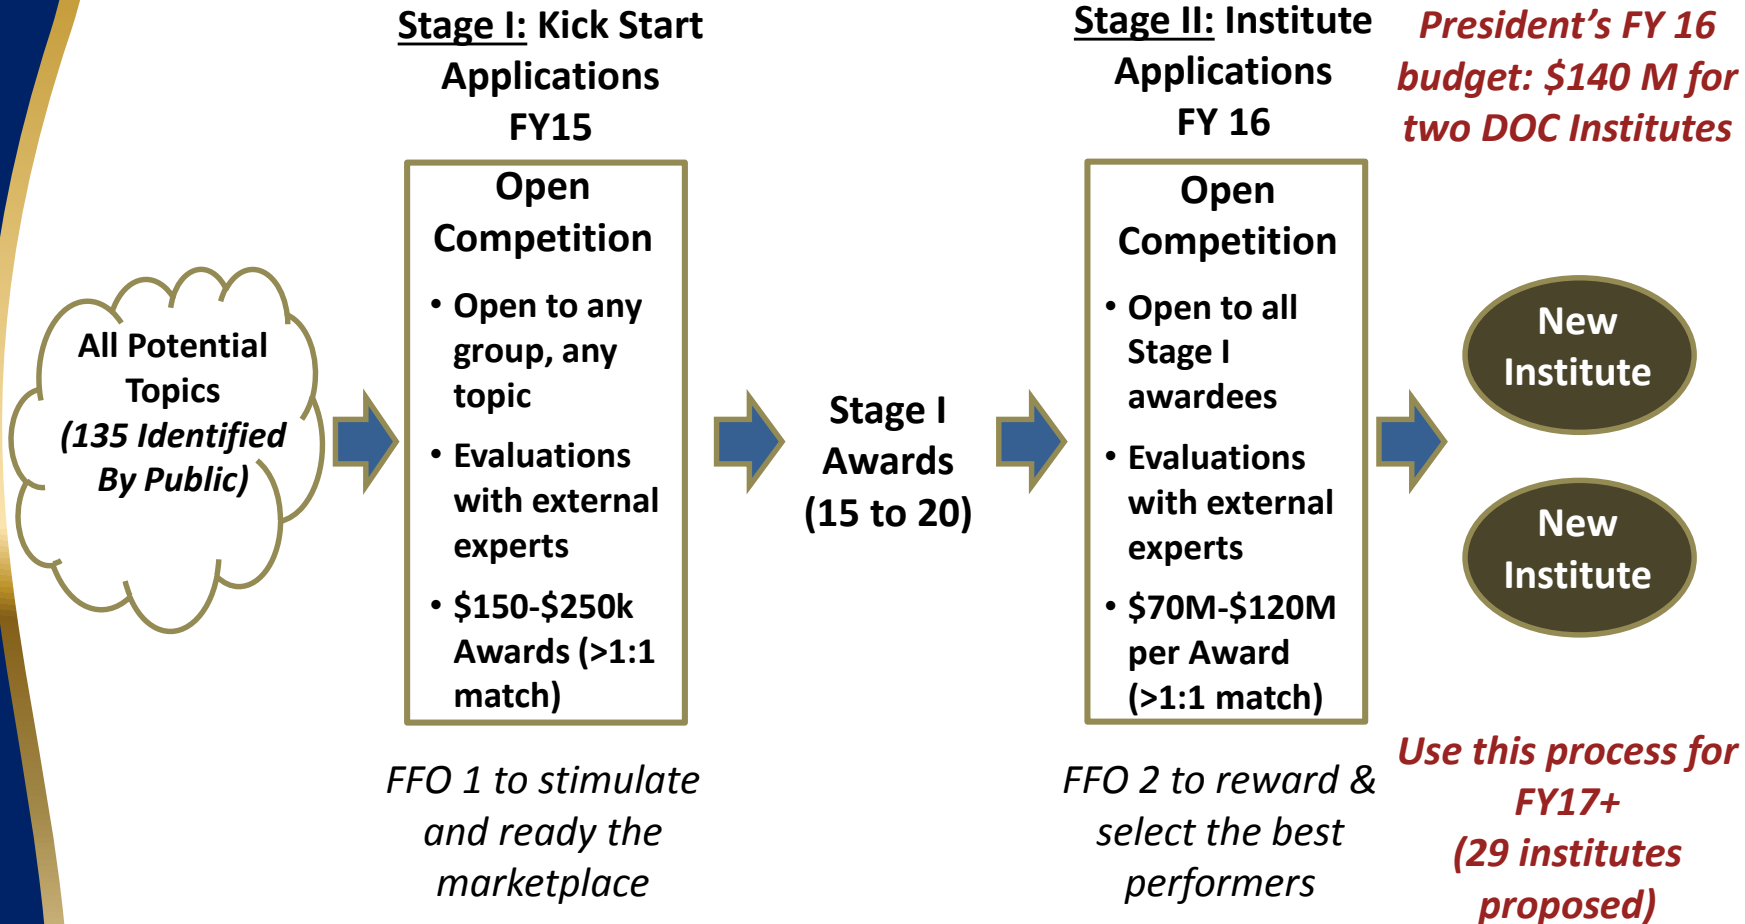 Stage I: Kick Start
Applications
FY15
Stage II: Institute
Applications
FY 16
President’s FY 16
budget: $140 M for
two DOC Institutes
All Potential
Topics
(135 Identified
By Public)
Open
Competition
• Open to any
group, any
topic
• Evaluations
with external
experts
• $150-$250k
Awards (>1:1
match)
FFO 1 to stimulate
and ready the
marketplace
Stage I
Awards
(15 to 20)
Open
Competition
• Open to all
Stage I
awardees
• Evaluations
with external
experts
• $70M-$120M
per Award
(>1:1 match)
FFO 2 to reward &
select the best
performers
New
Institute
New
Institute
Use this process for
FY17+
(29 institutes
proposed)